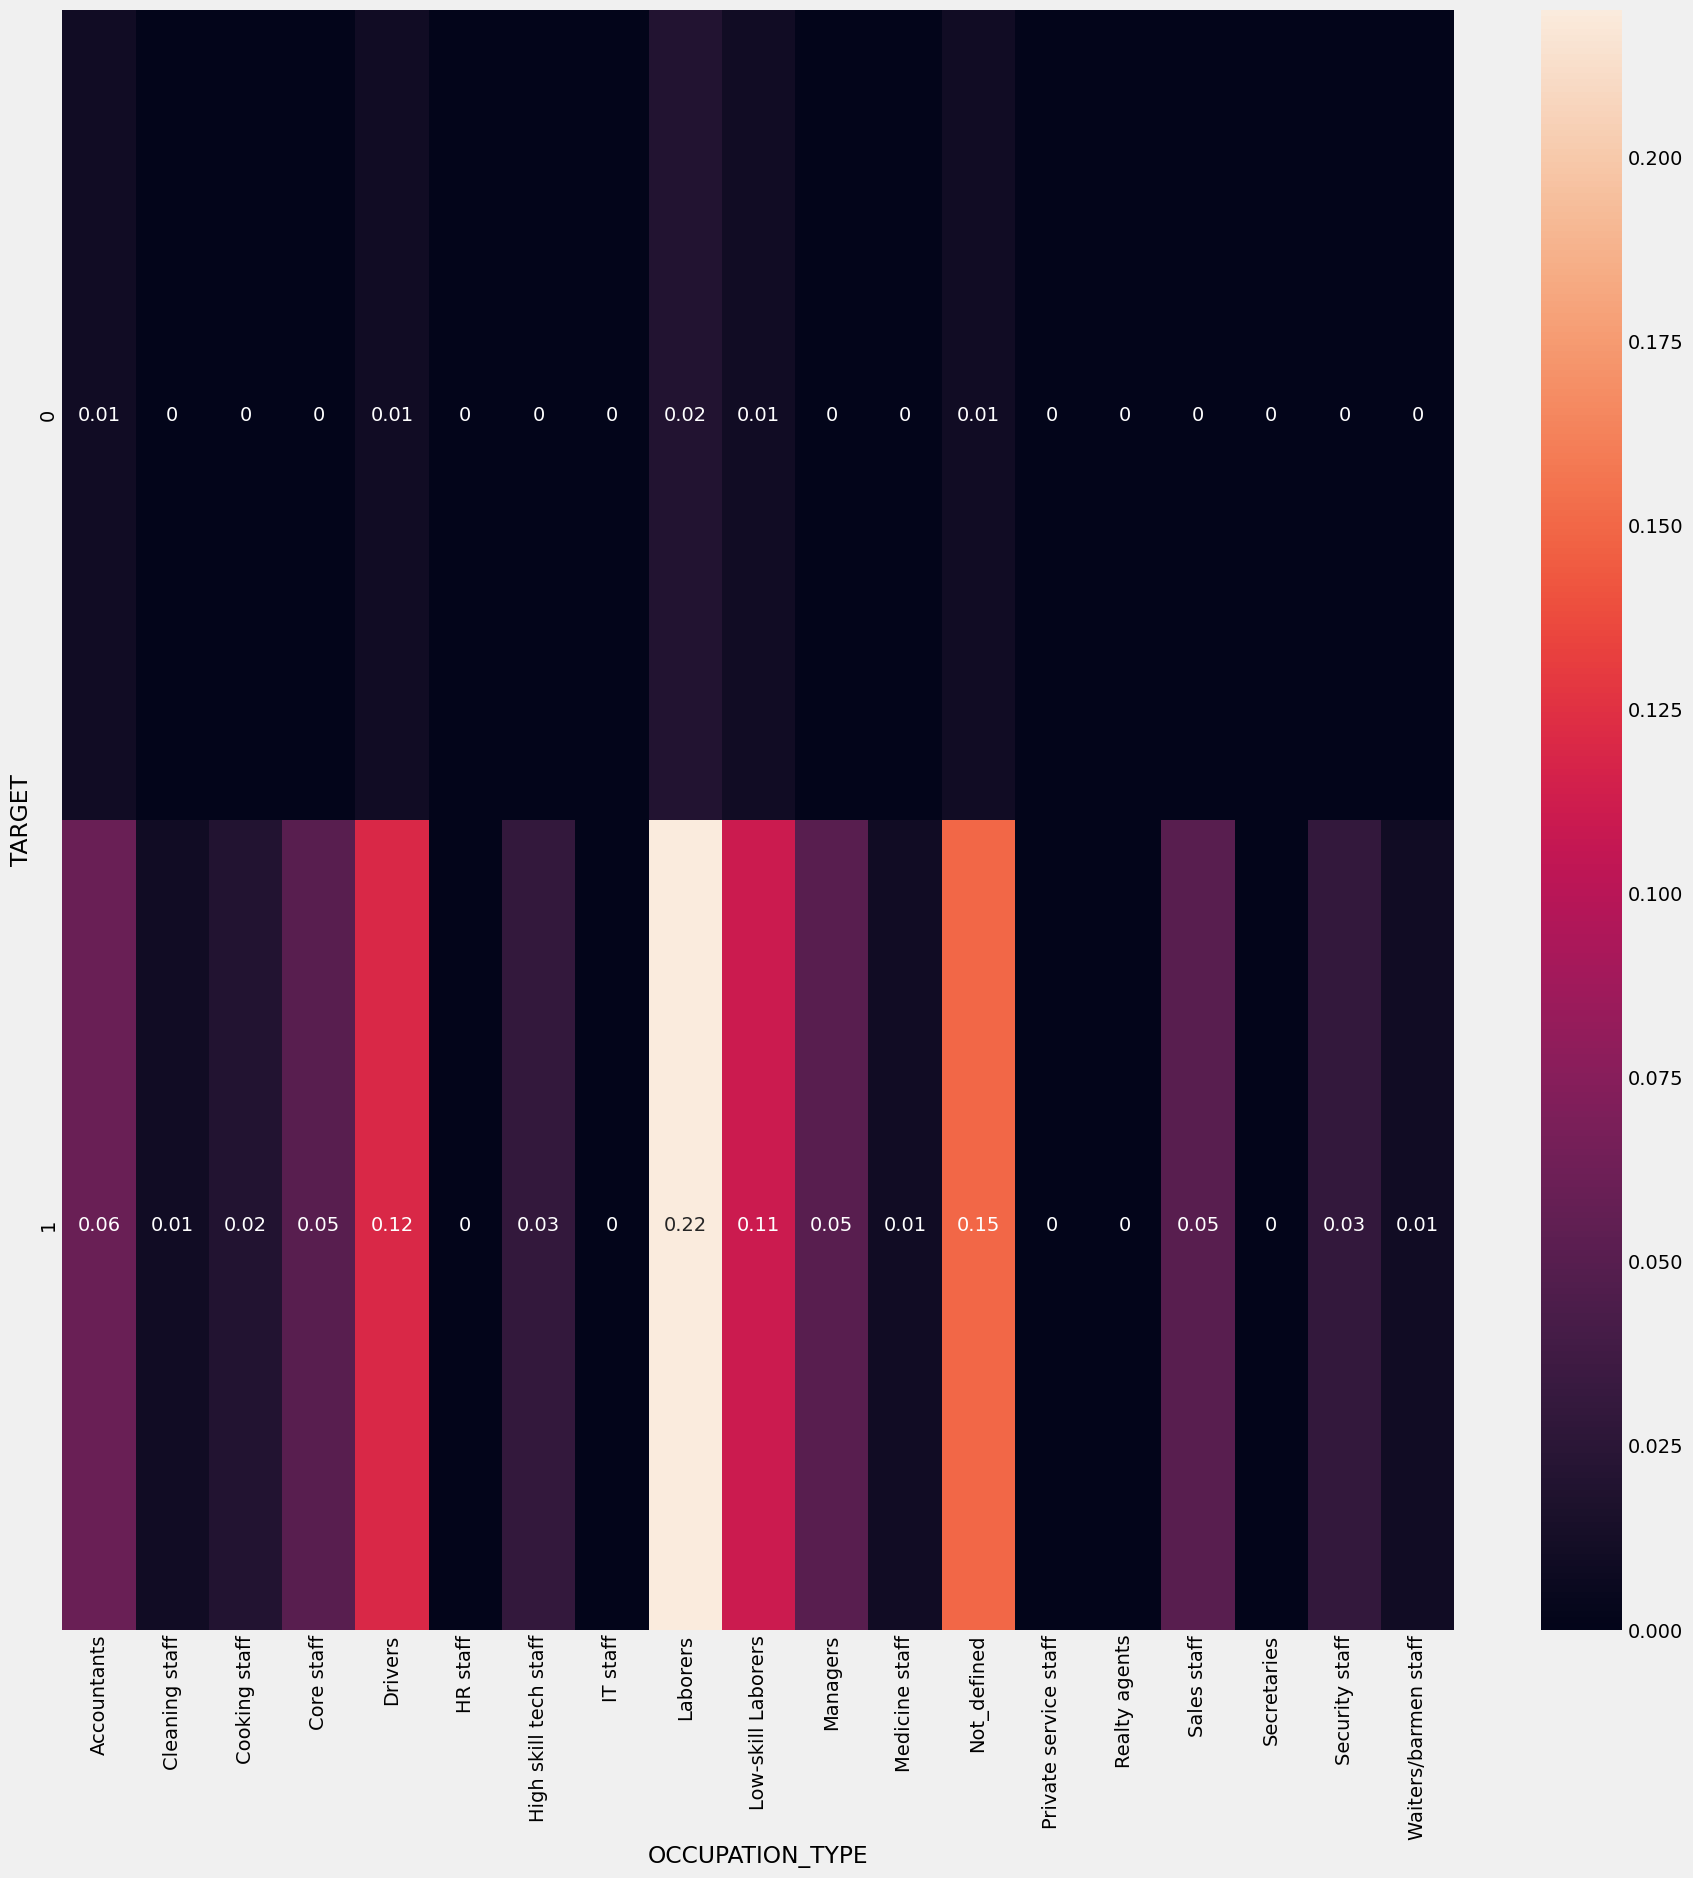 0.01 0 0 0 0.01 0 0 0 0.02 0.01 0 0 0.01 0 0 0 0 0 0
0.06 0.01 0.02 0.05 0.12 0 0.03 0 0.22 0.11 0.05 0.01 0.15 0 0 0.05 0 0.03 0.01
0
1
TARGET
Accountants
Cleaning staff
Cooking staff
Core staff
Drivers
HR staff
High skill tech staff
IT staff
Laborers
Low-skill Laborers
Managers
Medicine staff
Not_defined
Private service staff
Realty agents
Sales staff
Secretaries
Security staff
Waiters/barmen staff
OCCUPATION_TYPE
0.200
0.175
0.150
0.125
0.100
0.075
0.050
0.025
0.000